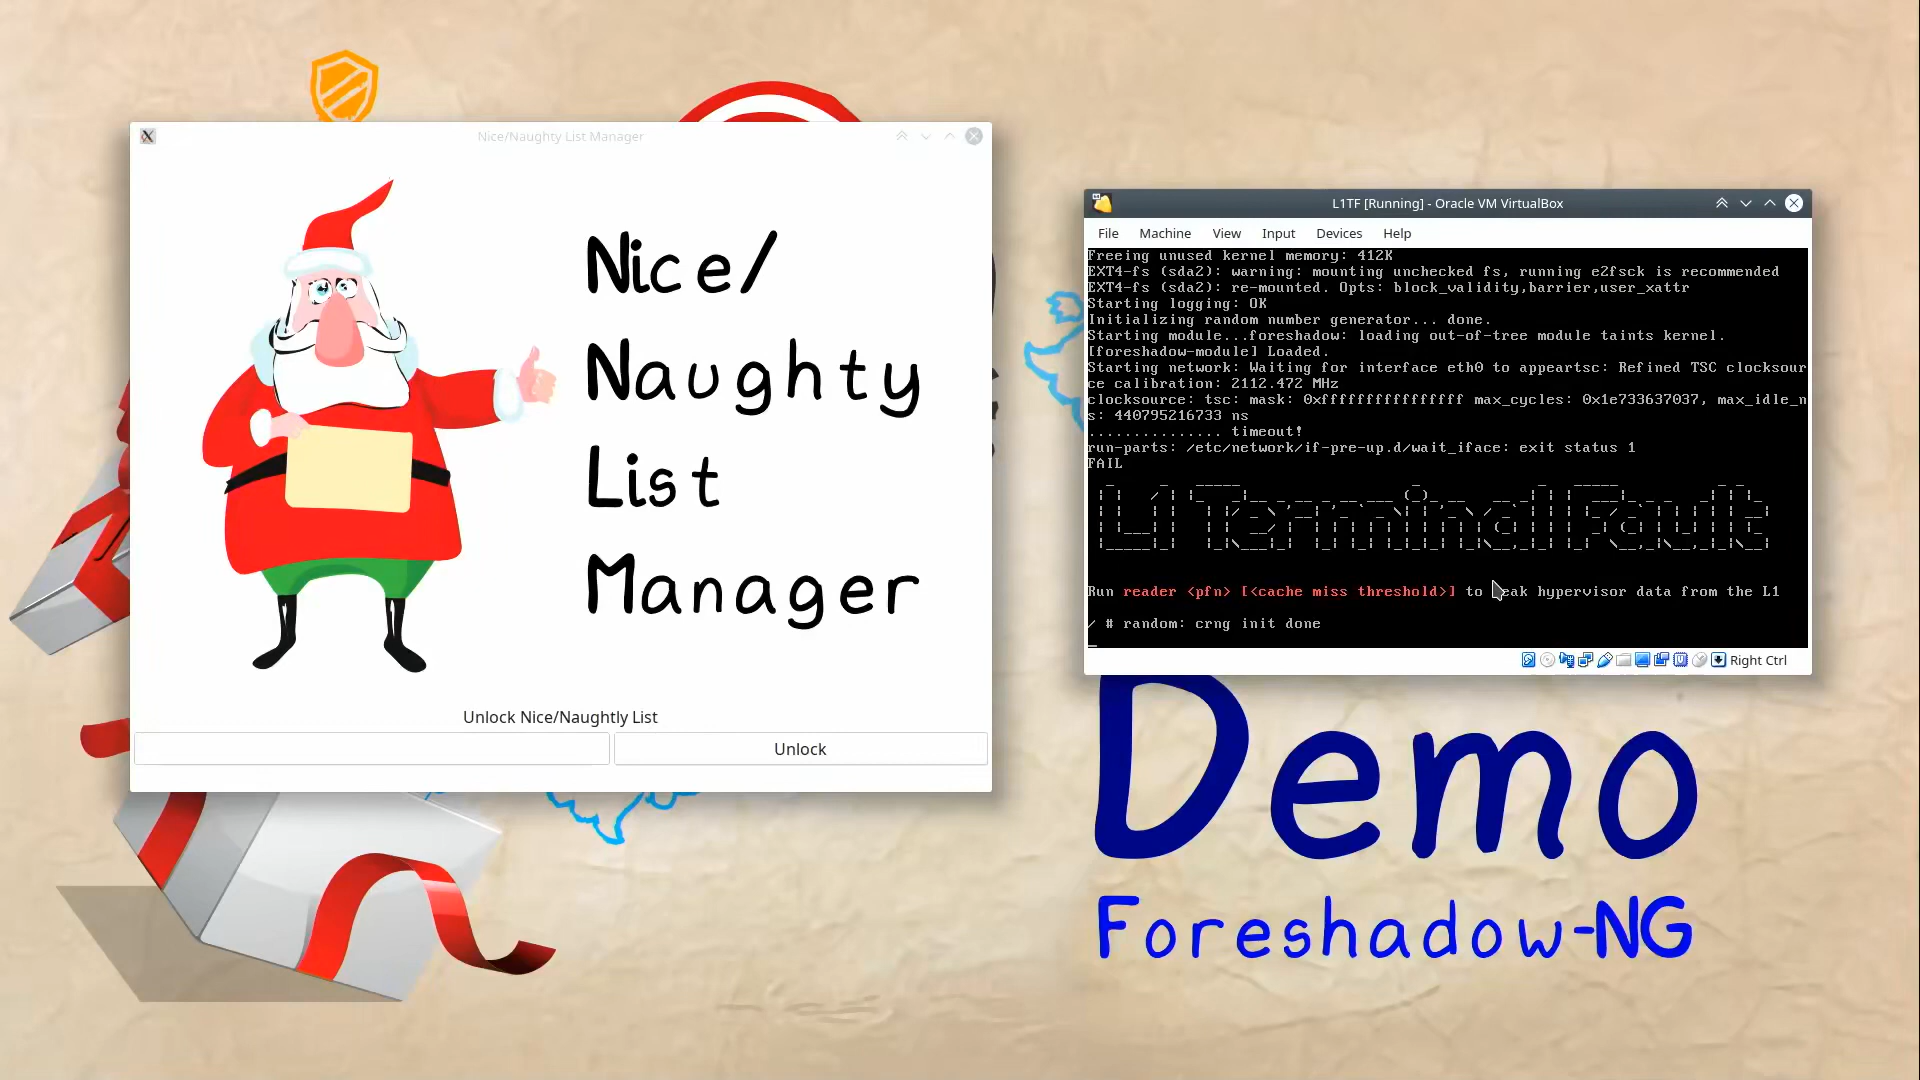 Nice/Naughty List Manager
Nice/
Naughty
List
Manager
Unlock Nice/Naughtly List
Unlock
L1TF [Running] - Oracle VM VirtualBox
File Machine View Input Devices Help
Freeing unused kernel memory: 412K
EXT4-fs (sda2): warning: mounting unchecked fs, running e2fsck is recommended
EXT4-fs (sda2): re-mounted. Opts: block_validity,barrier,user_xattr
Starting logging: OK
Initializing random number generator... done.
Starting module...foreshadow: loading out-of-tree module taints kernel.
[foreshadow-module] Loaded.
Starting network: Waiting for interface eth0 to appeartsc: Refined TSC clocksour
ce calibration: 2112.472 MHz
clocksource: tsc: mask: 0xffffffffffffffff max_cycles: 0x1e733637037, max_idle_n
s: 440795216733 ns
............... timeout!
run-parts: /etc/network/if-pre-up.d/wait_iface: exit status 1
FAIL
L1 Terminal Fault
Run reader <pfn> [<cache miss threshold>] to leak hypervisor data from the L1
/ # random: crng init done
Right Ctrl
Demo
Foreshadow-NG